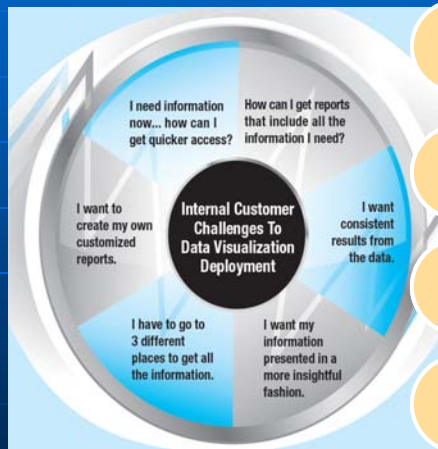 I need information
now... how can I
get quicker access?
How can I get reports
that include all the
information I need?
I want to
create my own
customized
reports.
Internal Customer
Challenges To
Data Visualization
Deployment
I want
consistent
results from
the data.
I have to go to
3 different
places to get all
the information.
I want my
information
presented in a
more insightful
fashion.